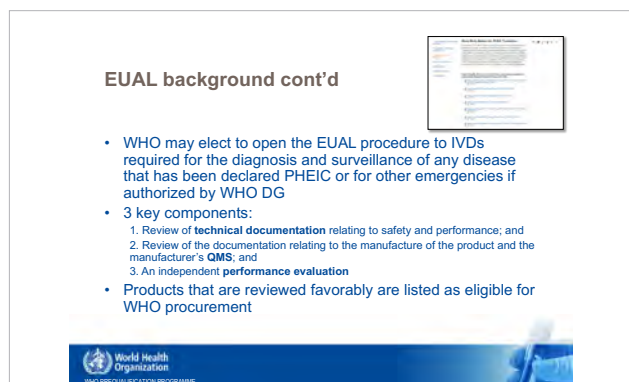 EUAL background cont'd
• WHO may elect to open the EUAL procedure to IVDs
required for the diagnosis and surveillance of any disease
that has been declared PHEIC or for other emergencies if
authorized by WHO DG
• 3 key components:
1. Review of technical documentation relating to safety and performance; and
2. Review of the documentation relating to the manufacture of the product and the
manufacturer's QMS; and
3. An independent performance evaluation
• Products that are reviewed favorably are listed as eligible for
WHO procurement
World Health
Organization
WHO PREQUALIFICATION PROGRAMME